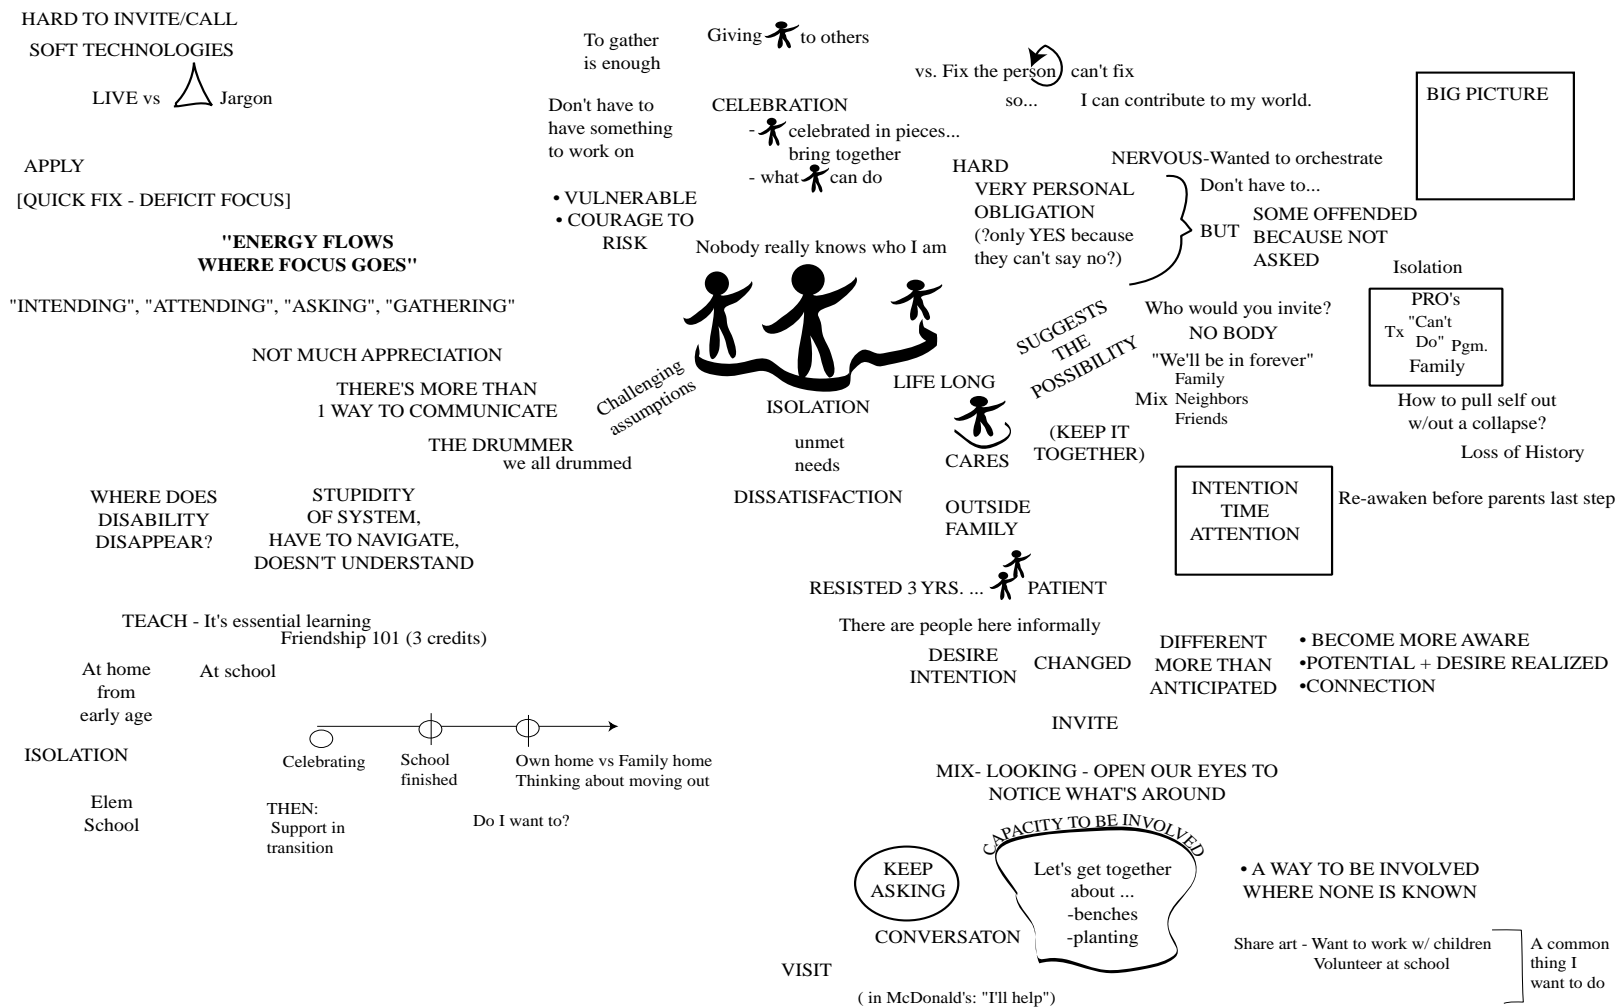 HARD TO INVITE/CALL
SOFT TECHNOLOGIES
LIVE vs Jargon
APPLY
[QUICK FIX - DEFICIT FOCUS]
"ENERGY FLOWS
WHERE FOCUS GOES"
"INTENDING", "ATTENDING", "ASKING", "GATHERING"
NOT MUCH APPRECIATION
THERE'S MORE THAN
1 WAY TO COMMUNICATE
THE DRUMMER
we all drummed
WHERE DOES
DISABILITY
DISAPPEAR?
STUPIDITY
OF SYSTEM,
HAVE TO NAVIGATE,
DOESN'T UNDERSTAND
TEACH - It's essential learning
Friendship 101 (3 credits)
At home
from
early age
At school
ISOLATION
Elem
School
Celebrating
School
finished
Own home vs Family home
Thinking about moving out
THEN:
Support in
transition
Do I want to?
To gather
is enough
Giving to others
Don't have to
have something
to work on
CELEBRATION
- celebrated in pieces...
bring together
- what can do
• VULNERABLE
• COURAGE TO
RISK
Nobody really knows who I am
Challenging
assumptions
ISOLATION
unmet
needs
DISSATISFACTION
vs. Fix the person can't fix
so... I can contribute to my world.
HARD
VERY PERSONAL
OBLIGATION
(?only YES because
they can't say no?)
NERVOUS-Wanted to orchestrate
Don't have to...
BUT
SOME OFFENDED
BECAUSE NOT
ASKED
BIG PICTURE
SUGGESTS
THE
POSSIBILITY
Who would you invite?
NO BODY
"We'll be in forever"
Mix
Family
Neighbors
Friends
Isolation
PRO's
Tx "Can't
Do" Pgm.
Family
How to pull self out
w/out a collapse?
Loss of History
LIFE LONG
CARES
(KEEP IT
TOGETHER)
OUTSIDE
FAMILY
INTENTION
TIME
ATTENTION
Re-awaken before parents last step
RESISTED 3 YRS. ... PATIENT
There are people here informally
DESIRE
INTENTION
CHANGED
DIFFERENT
MORE THAN
ANTICIPATED
• BECOME MORE AWARE
•POTENTIAL + DESIRE REALIZED
•CONNECTION
INVITE
MIX- LOOKING - OPEN OUR EYES TO
NOTICE WHAT'S AROUND
CAPACITY TO BE INVOLVED
KEEP
ASKING
Let's get together
about ...
-benches
-planting
• A WAY TO BE INVOLVED
WHERE NONE IS KNOWN
CONVERSATON
VISIT
( in McDonald's: "I'll help")
Share art - Want to work w/ children
Volunteer at school
A common
thing I
want to do